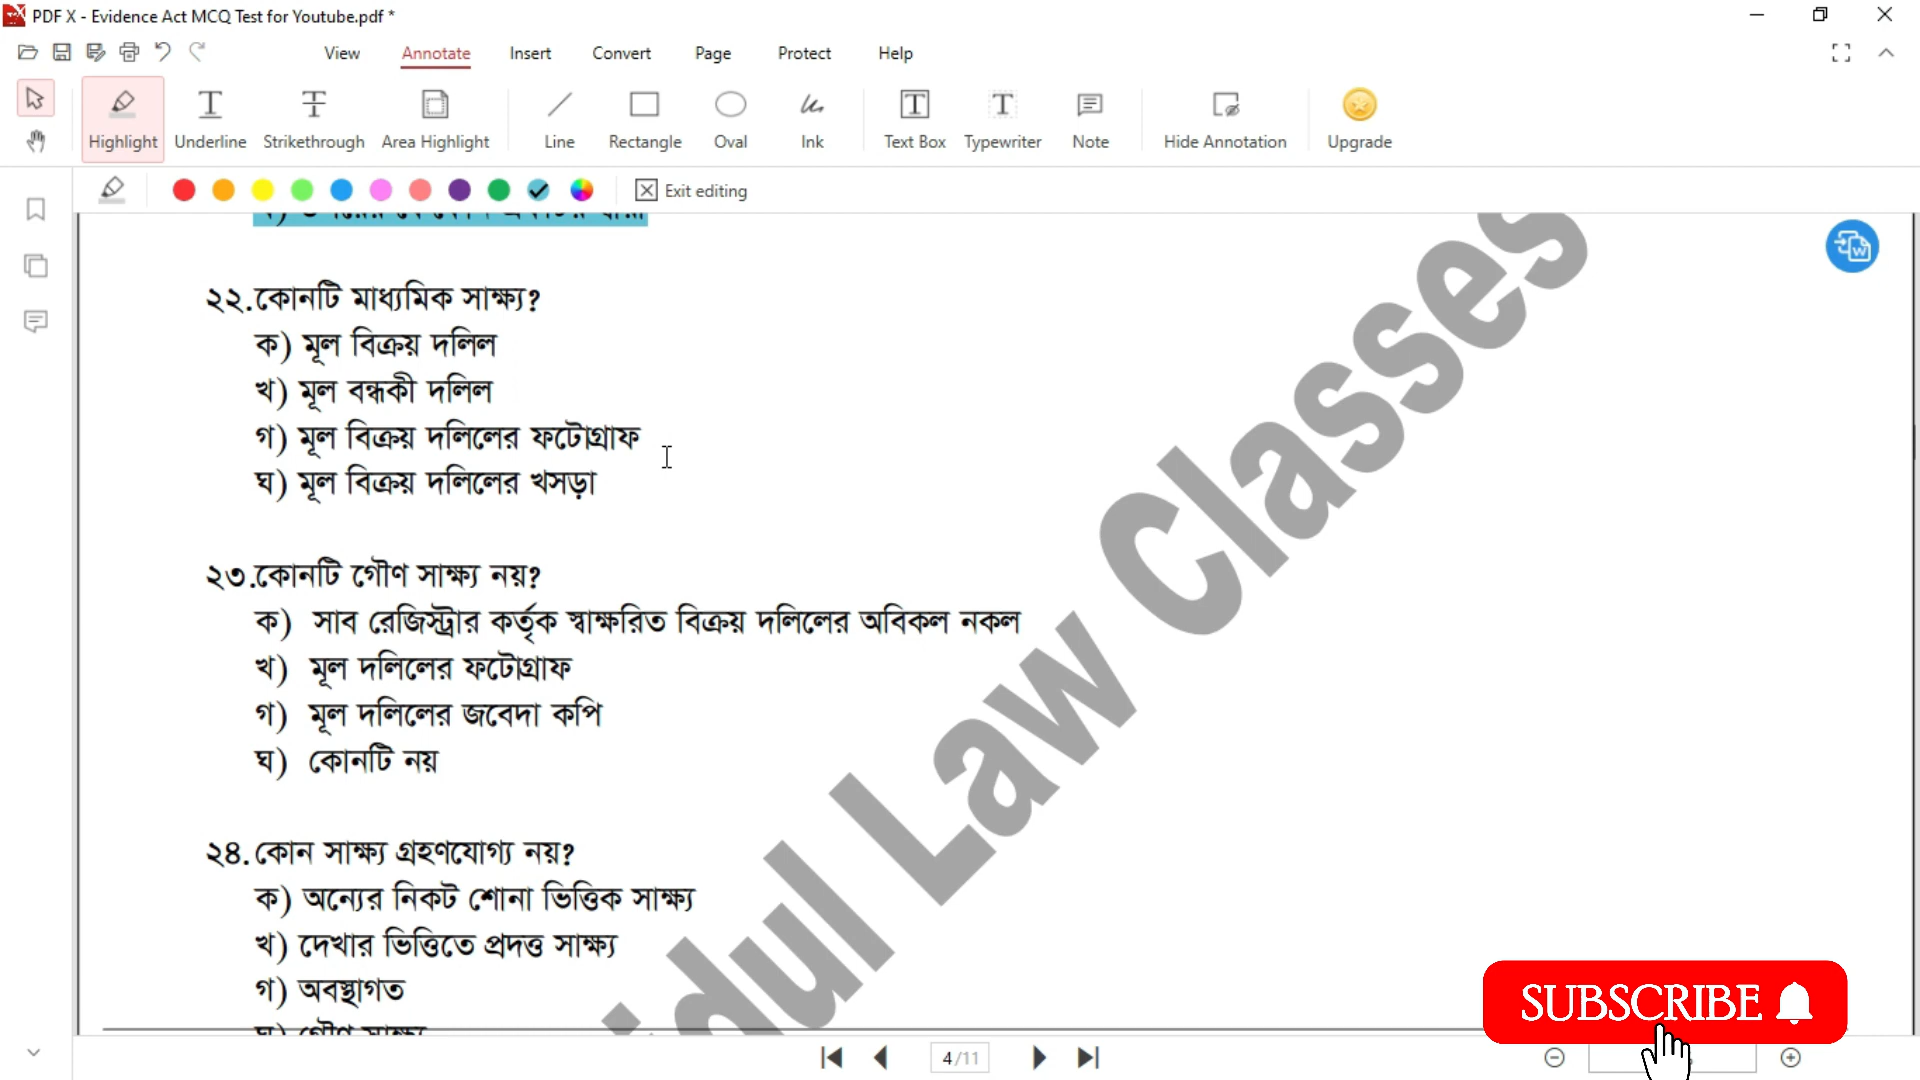 PDF X - Evidence Act MCQ Test for Youtube.pdf *
View Annotate Insert Convert Page Protect Help
Highlight Underline Strikethrough Area Highlight Line Rectangle Oval Ink Text Box Typewriter Note Hide Annotation Upgrade
Exit editing
২২.কোনটি মাধ্যমিক সাক্ষ্য?
ক) মূল বিক্রয় দলিল
খ) মূল বন্ধকী দলিল
গ) মূল বিক্রয় দলিলের ফটোগ্রাফ
ঘ) মূল বিক্রয় দলিলের খসড়া
২৩.কোনটি গৌণ সাক্ষ্য নয়?
ক) সাব রেজিস্ট্রার কর্তৃক স্বাক্ষরিত বিক্রয় দলিলের অবিকল নকল
খ) মূল দলিলের ফটোগ্রাফ
গ) মূল দলিলের জবেদা কপি
ঘ) কোনটি নয়
২৪.কোন সাক্ষ্য গ্রহণযোগ্য নয়?
ক) অন্যের নিকট শোনা ভিত্তিক সাক্ষ্য
খ) দেখার ভিত্তিতে প্রদত্ত সাক্ষ্য
গ) অবস্থাগত
ঘ) গৌণ সাক্ষ্য
idul Law Classes
SUBSCRIBE
4 /11